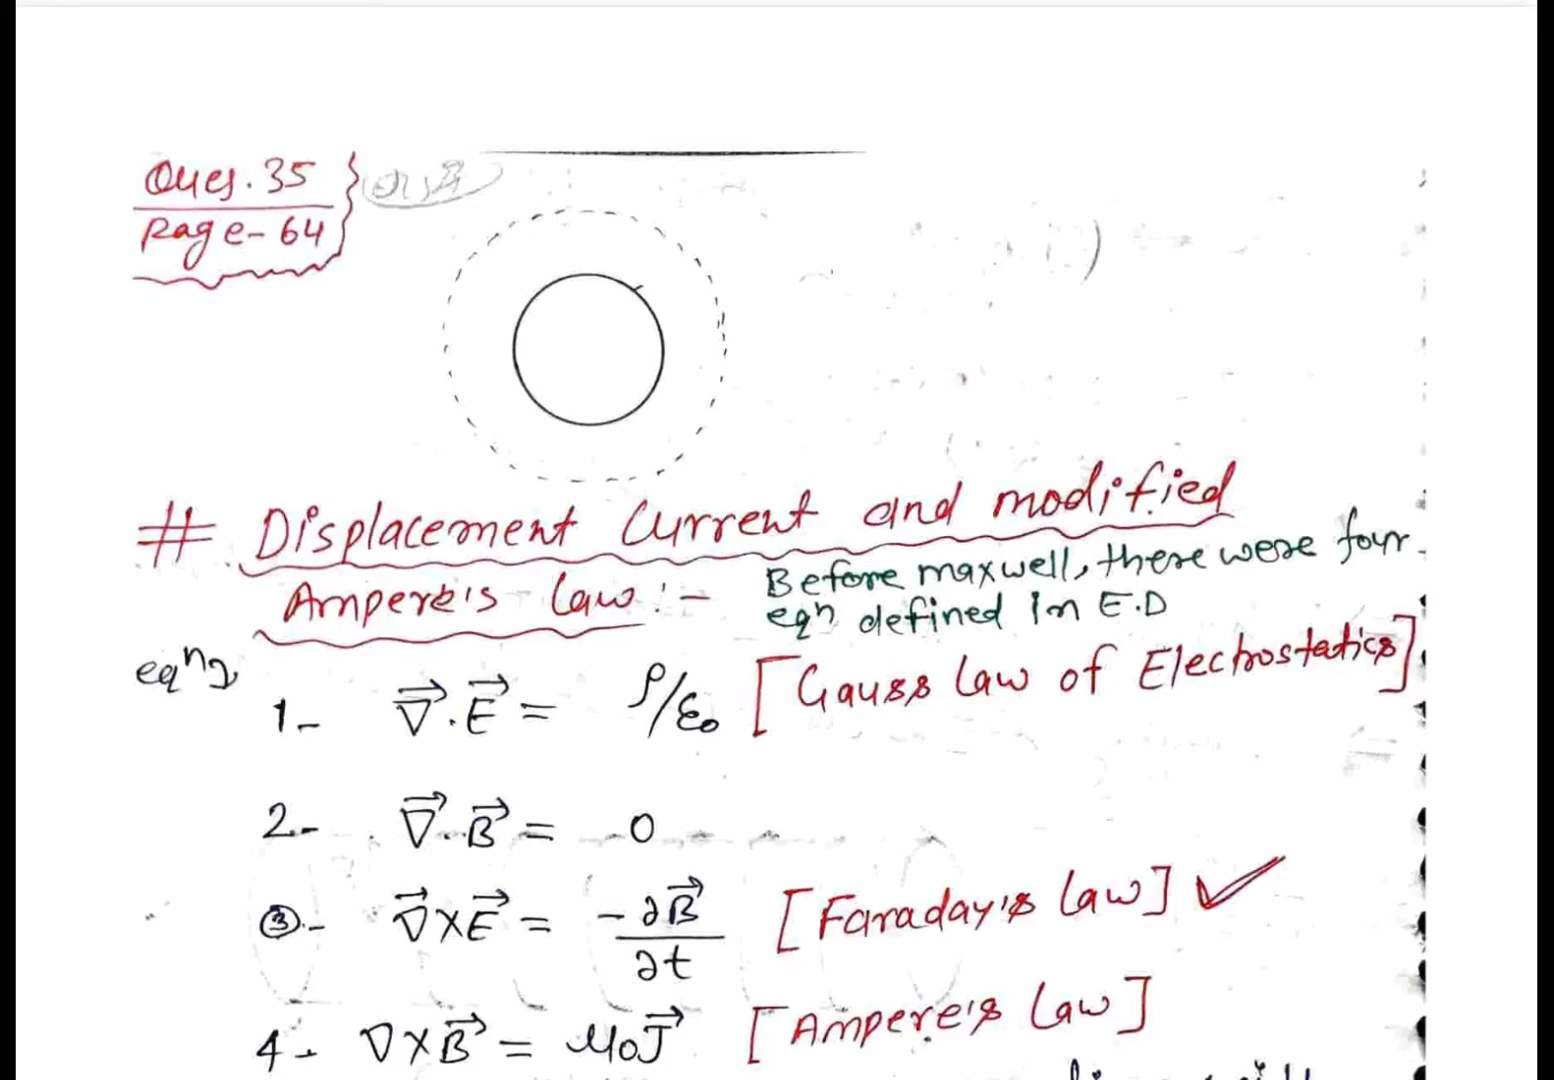 Ques. 35
Page- 64
# Displacement Current and modified
Ampere's law :-
Before maxwell, there were four
eqn defined in E.D
eqn
1- ∇⃗.E⃗ = ρ/ε₀ [Gauss law of Electrostatics]
2- ∇⃗.B⃗ = 0
③- ∇⃗×E⃗ = -∂B⃗/∂t [Faraday's law] ✓
4- ∇×B⃗ = μ₀J⃗ [Ampere's law]